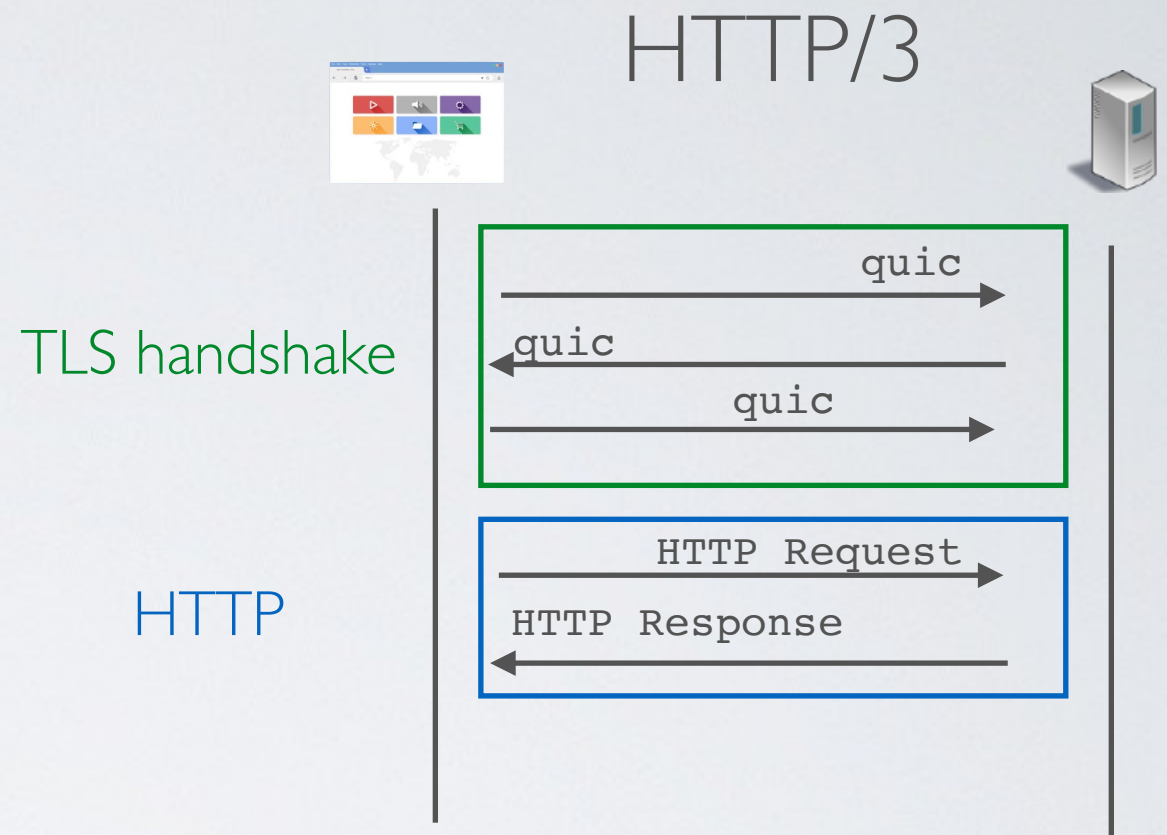 HTTP/3
quic
TLS handshake
quic
quic
HTTP Request
HTTP
HTTP Response